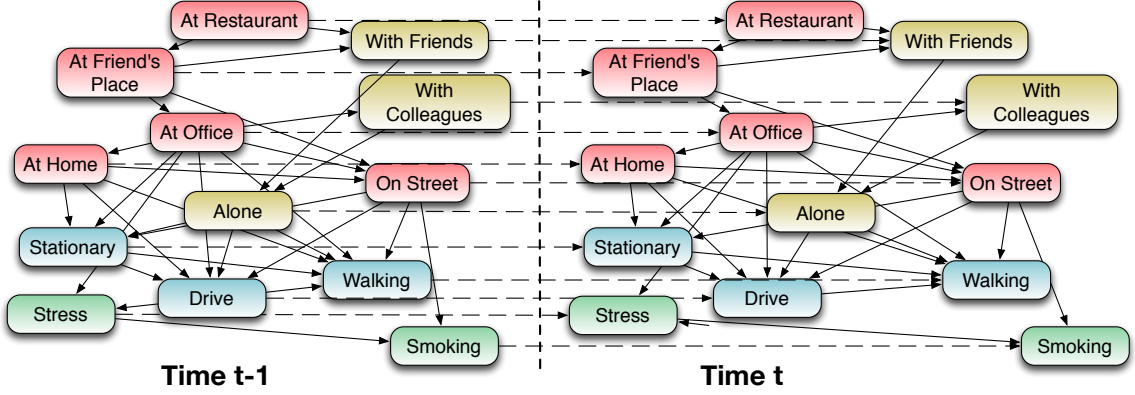 At Restaurant
With Friends
At Friend's
Place
With
Colleagues
At Office
At Home
On Street
Alone
Stationary
Walking
Drive
Stress
Smoking
Time t-1
At Restaurant
With Friends
At Friend's
Place
With
Colleagues
At Office
At Home
On Street
Alone
Stationary
Walking
Drive
Stress
Smoking
Time t